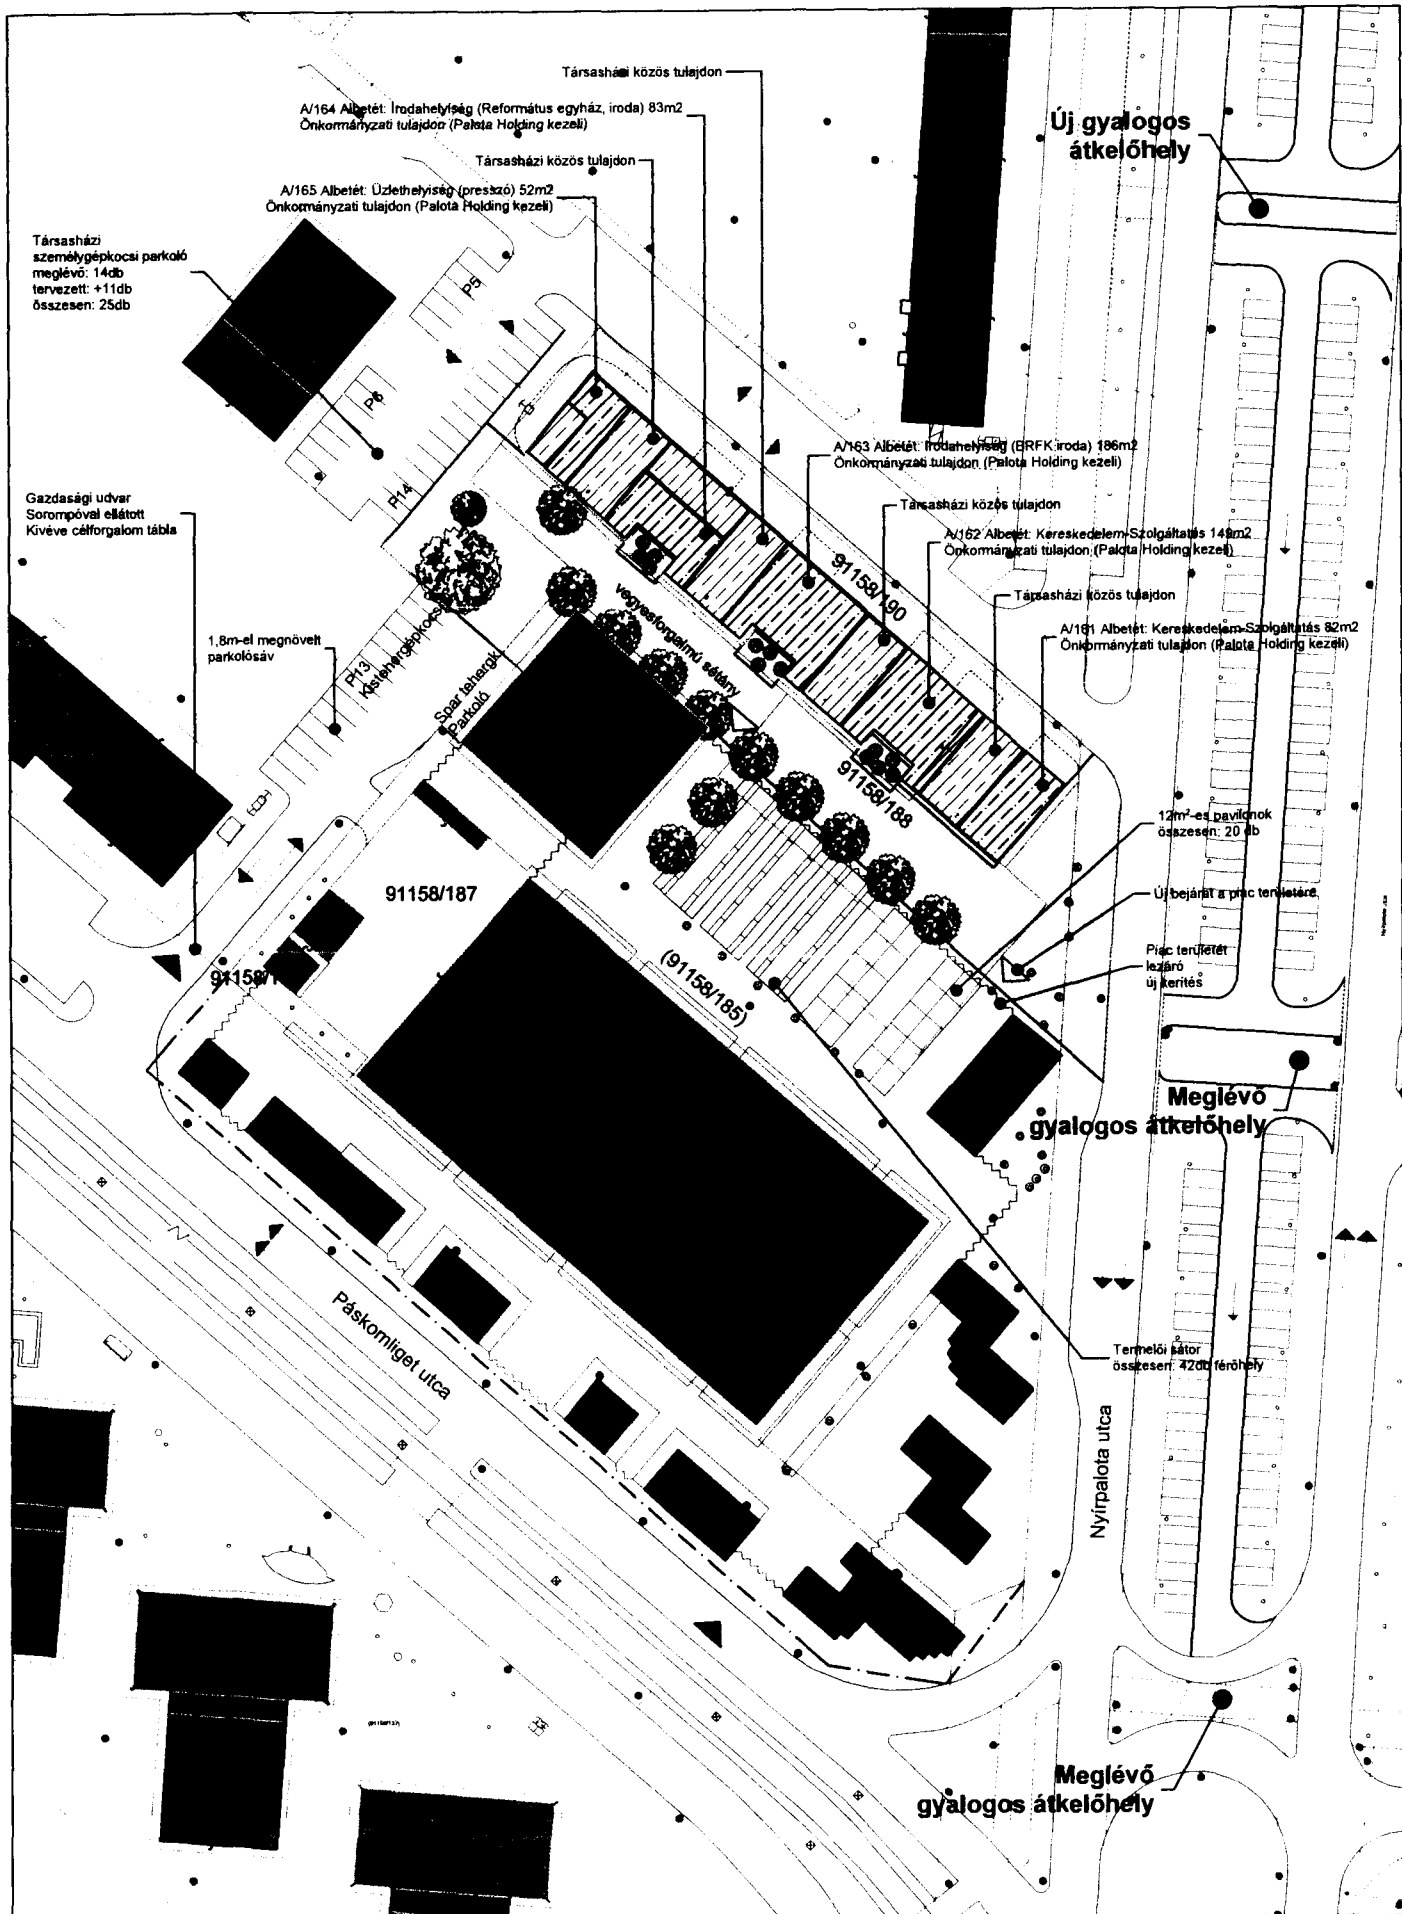 Társasházi közös tulajdon
A/164 Albetét: Irodahelyiség (Református egyház, iroda) 83m2
Önkormányzati tulajdon (Palota Holding kezeli)
Új gyalogos
átkelőhely
Társasházi közös tulajdon
A/165 Albetét: Üzlethelyiség (presszó) 52m2
Önkormányzati tulajdon (Palota Holding kezeli)
Társasházi
személygépkocsi parkoló
meglévő: 14db
tervezett: +11db
összesen: 25db
P5
P6
P14
A/163 Albetét: Irodahelyiség (BRFK iroda) 186m2
Önkormányzati tulajdon (Palota Holding kezeli)
Gazdasági udvar
Sorompóval ellátott
Kivéve célforgalom tábla
Társasházi közös tulajdon
A/162 Albetét: Kereskedelem-Szolgáltatás 149m2
Önkormányzati tulajdon (Palota Holding kezeli)
91158/190
Társasházi közös tulajdon
A/161 Albetét: Kereskedelem-Szolgáltatás 82m2
Önkormányzati tulajdon (Palota Holding kezeli)
vegyesforgalmú sétány
1,8m-el megnövelt
parkolósáv
P13
Kistehergépkocsi
Spar tehergk.
Parkoló
91158/188
12m²-es pavilonok
összesen: 20 db
91158/187
Új bejárat a piac területére
(91158/185)
Piac területét
lezáró
új kerítés
Meglévő
gyalogos átkelőhely
Páskomliget utca
Termelői sátor
összesen: 42db férőhely
Nyírpalota utca
Meglévő
gyalogos átkelőhely